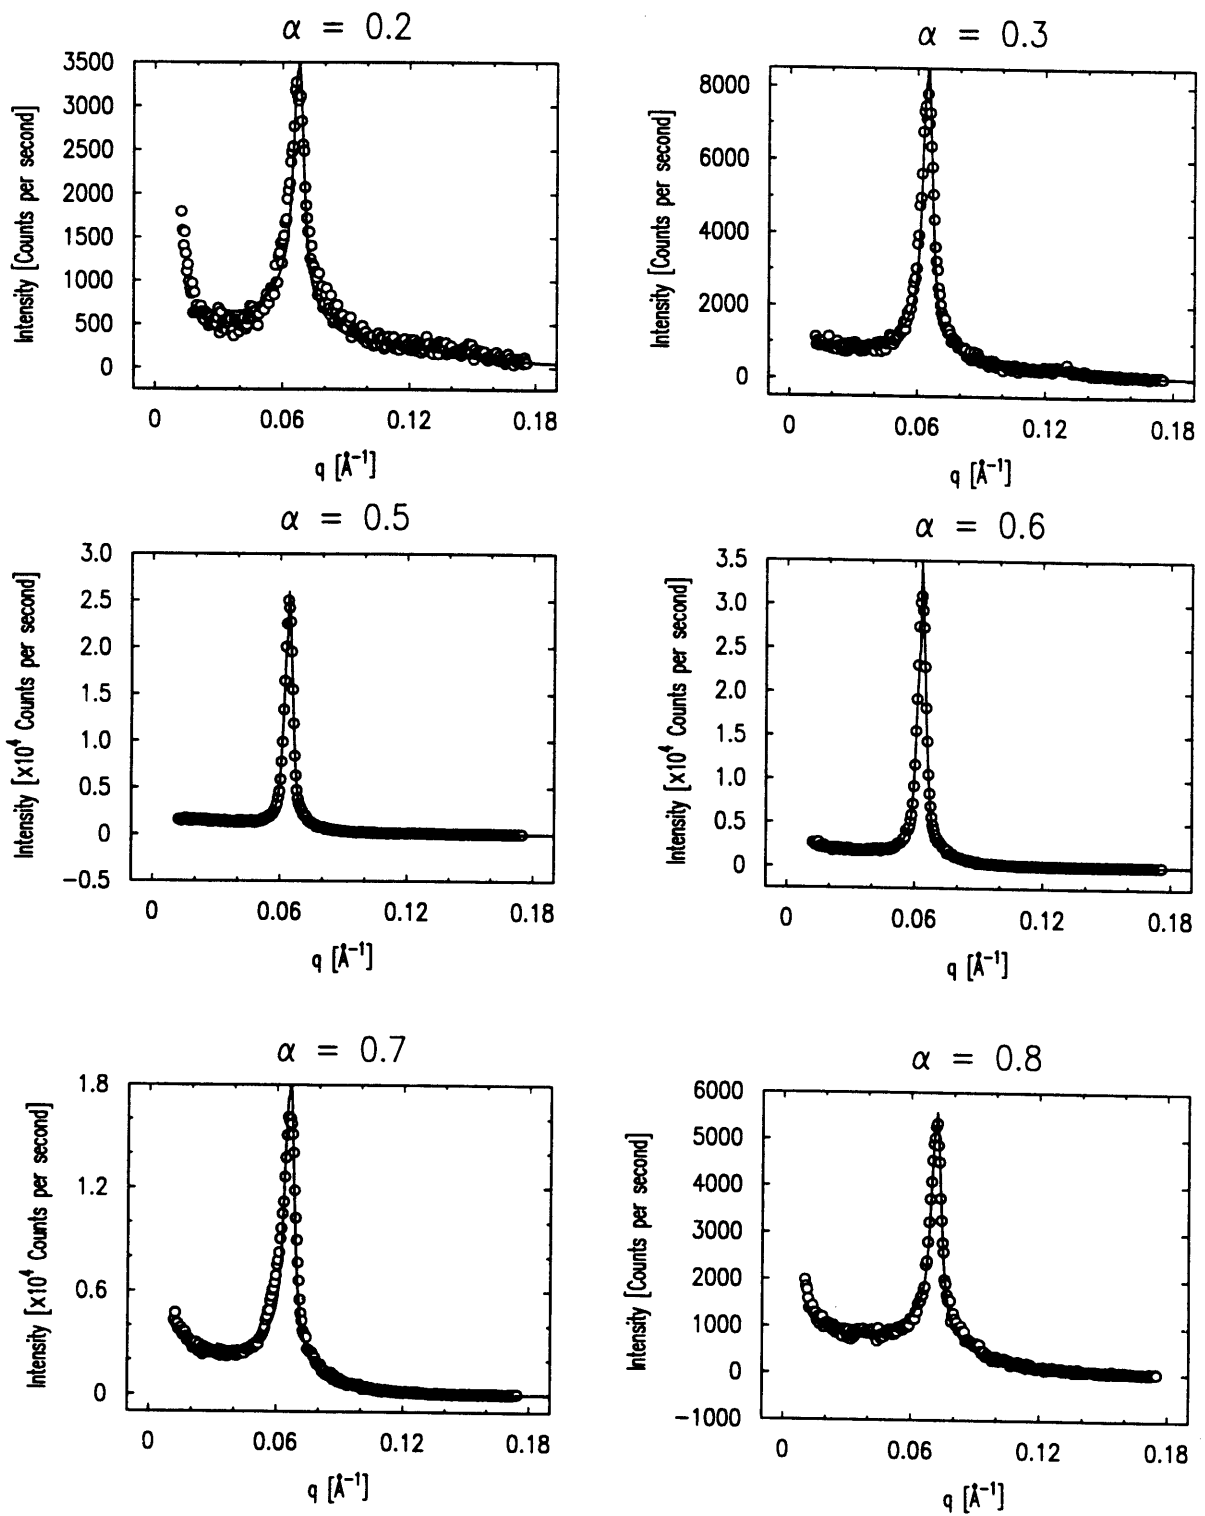 α = 0.2
3500
3000
2500
2000
1500
1000
500
0
Intensity [Counts per second]
0 0.06 0.12 0.18
q [Å⁻¹]
α = 0.3
8000
6000
4000
2000
0
Intensity [Counts per second]
0 0.06 0.12 0.18
q [Å⁻¹]
α = 0.5
3.0
2.5
2.0
1.5
1.0
0.5
0
−0.5
Intensity [x10⁴ Counts per second]
0 0.06 0.12 0.18
q [Å⁻¹]
α = 0.6
3.5
3.0
2.5
2.0
1.5
1.0
0.5
0
Intensity [x10⁴ Counts per second]
0 0.06 0.12 0.18
q [Å⁻¹]
α = 0.7
1.8
1.2
0.6
0
Intensity [x10⁴ Counts per second]
0 0.06 0.12 0.18
q [Å⁻¹]
α = 0.8
6000
5000
4000
3000
2000
1000
0
−1000
Intensity [Counts per second]
0 0.06 0.12 0.18
q [Å⁻¹]